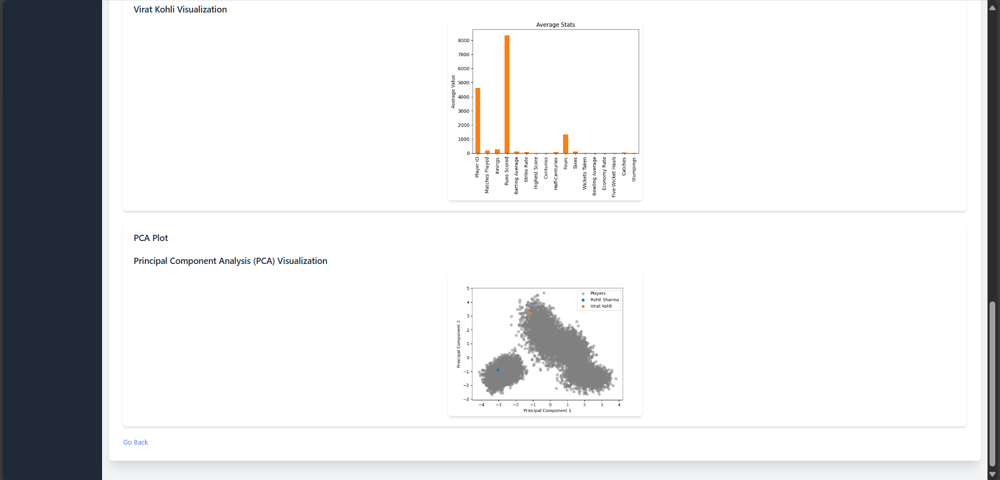 Virat Kohli Visualization
Average Stats
8000
7000
6000
5000
4000
3000
2000
1000
0
Average Value
Player ID
Matches Played
Innings
Runs Scored
Batting Average
Strike Rate
Highest Score
Centuries
Half-Centuries
Fours
Sixes
Wickets Taken
Bowling Average
Economy Rate
Five-Wicket Hauls
Catches
Stumpings
PCA Plot
Principal Component Analysis (PCA) Visualization
Players
Rohit Sharma
Virat Kohli
5
4
3
2
1
0
−1
−2
−3
Principal Component 2
−4 −3 −2 −1 0 1 2 3 4
Principal Component 1
Go Back